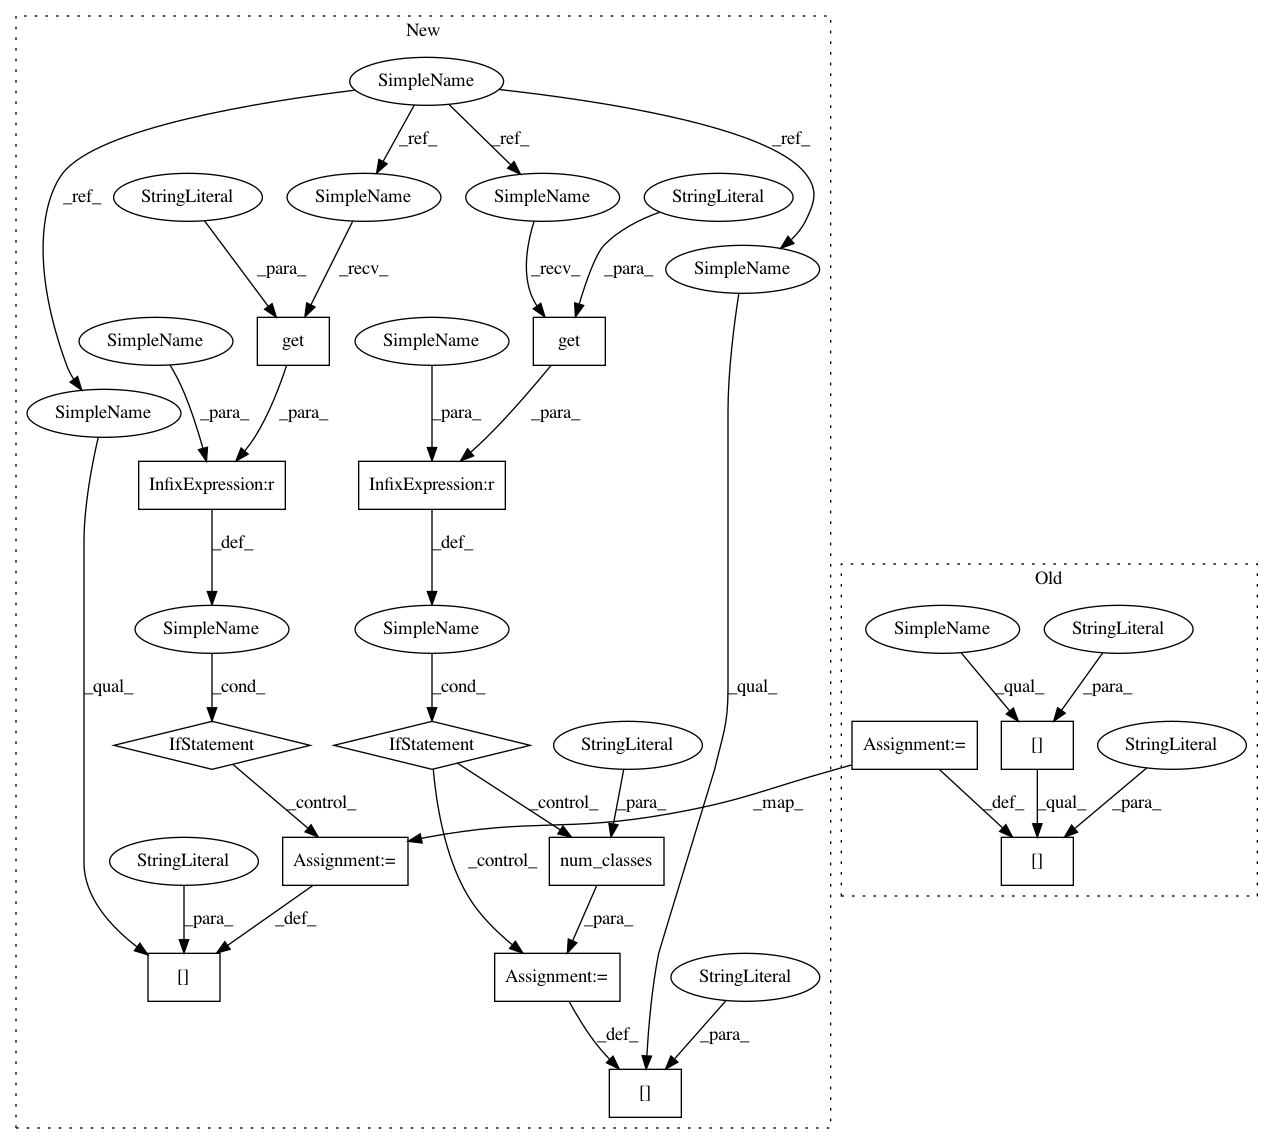 New
SimpleName
_ref_
_ref_
_ref_
_ref_
StringLiteral
SimpleName
SimpleName
StringLiteral
SimpleName
_para_
_recv_
_recv_
_para_
SimpleName
get
SimpleName
get
SimpleName
_para_
_para_
_para_
_para_
InfixExpression:r
InfixExpression:r
_def_
_def_
Old
SimpleName
SimpleName
SimpleName
StringLiteral
_qual_
_cond_
_cond_
_qual_
_qual_
_para_
IfStatement
IfStatement
StringLiteral
Assignment:=
[]
StringLiteral
_control_
_control_
_para_
_map_
_def_
_qual_
_para_
StringLiteral
Assignment:=
_control_
num_classes
[]
_para_
_def_
_para_
[]
Assignment:=
StringLiteral
_def_
_para_
[]